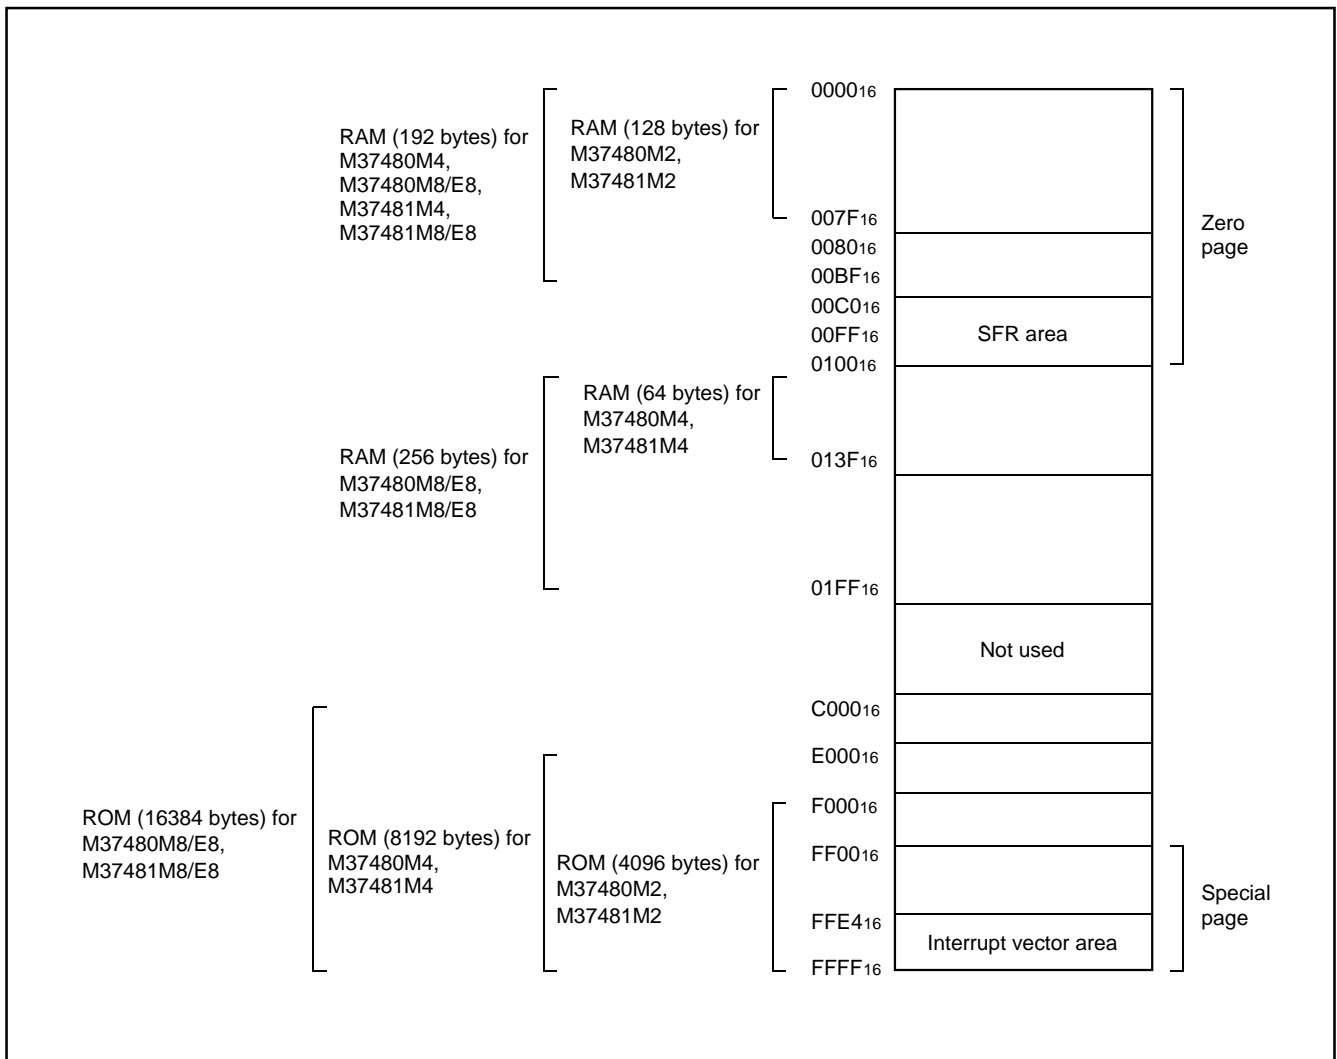 RAM (192 bytes) for
M37480M4,
M37480M8/E8,
M37481M4,
M37481M8/E8
RAM (128 bytes) for
M37480M2,
M37481M2
RAM (256 bytes) for
M37480M8/E8,
M37481M8/E8
RAM (64 bytes) for
M37480M4,
M37481M4
ROM (16384 bytes) for
M37480M8/E8,
M37481M8/E8
ROM (8192 bytes) for
M37480M4,
M37481M4
ROM (4096 bytes) for
M37480M2,
M37481M2
000016
007F16
008016
00BF16
00C016
00FF16
010016
013F16
01FF16
C00016
E00016
F00016
FF0016
FFE416
FFFF16
SFR area
Not used
Interrupt vector area
Zero
page
Special
page